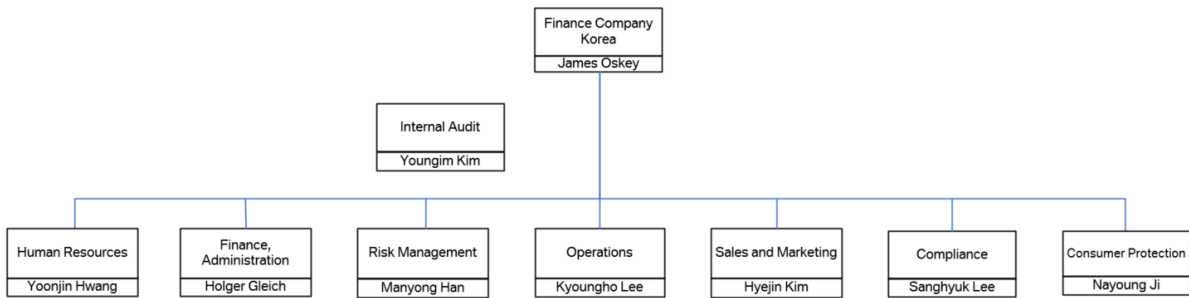 Finance Company
Korea
James Oskey
Internal Audit
Youngim Kim
Human Resources
Yoonjin Hwang
Finance,
Administration
Holger Gleich
Risk Management
Manyong Han
Operations
Kyoungho Lee
Sales and Marketing
Hyejin Kim
Compliance
Sanghyuk Lee
Consumer Protection
Nayoung Ji